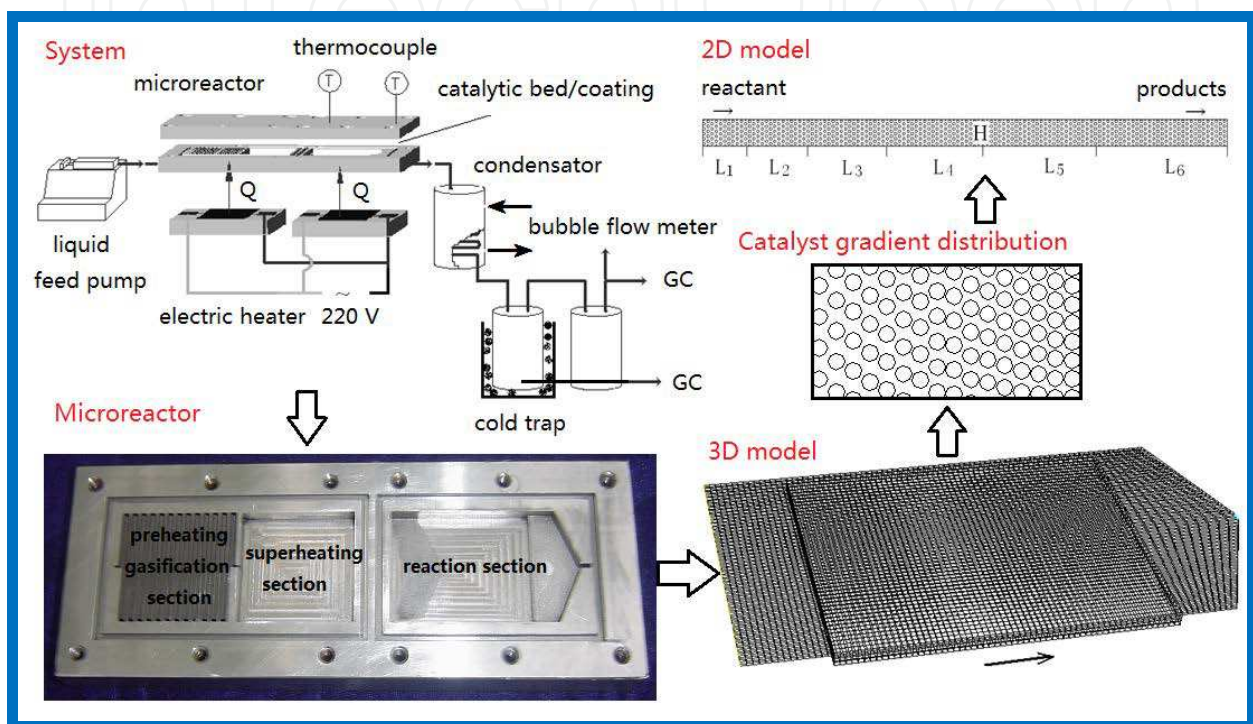 System
thermocouple
T
T
microreactor
catalytic bed/coating
condensator
Q
Q
bubble flow meter
liquid
feed pump
GC
electric heater
220 V
~
GC
cold trap
2D model
reactant
products
H
L1
L2
L3
L4
L5
L6
Catalyst gradient distribution
Microreactor
preheating
gasification
section
superheating
section
reaction section
3D model